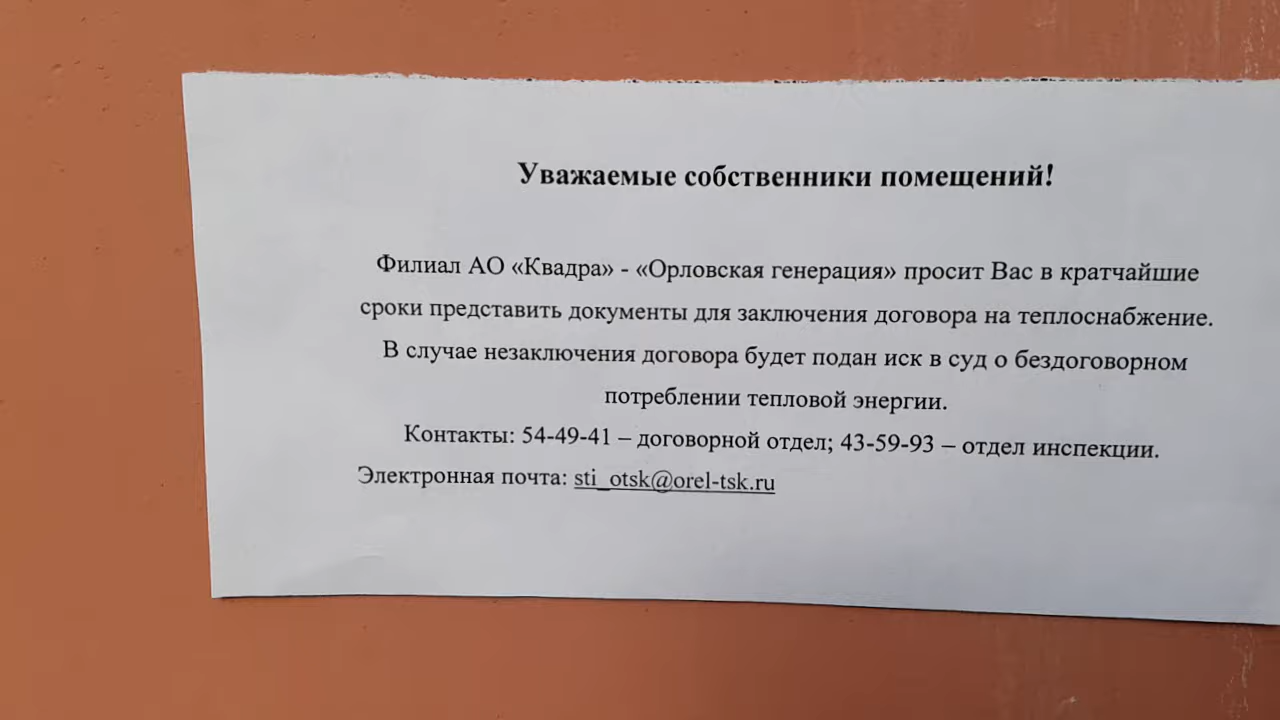 Уважаемые собственники помещений!
Филиал АО «Квадра» - «Орловская генерация» просит Вас в кратчайшие
сроки представить документы для заключения договора на теплоснабжение.
В случае незаключения договора будет подан иск в суд о бездоговорном
потреблении тепловой энергии.
Контакты: 54-49-41 – договорной отдел; 43-59-93 – отдел инспекции.
Электронная почта: sti_otsk@orel-tsk.ru